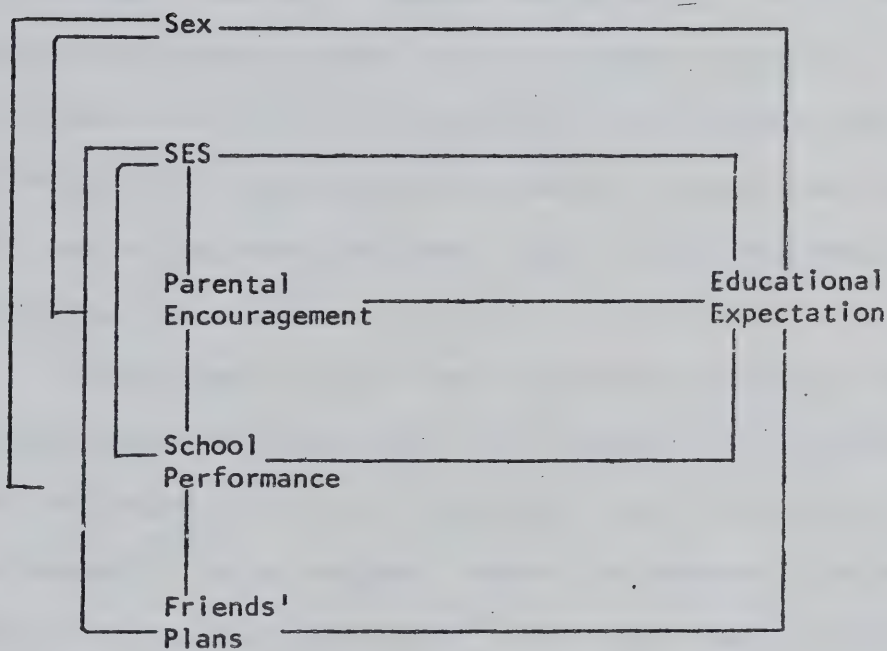 Sex
SES
Parental
Encouragement
Educational
Expectation
School
Performance
Friends'
Plans